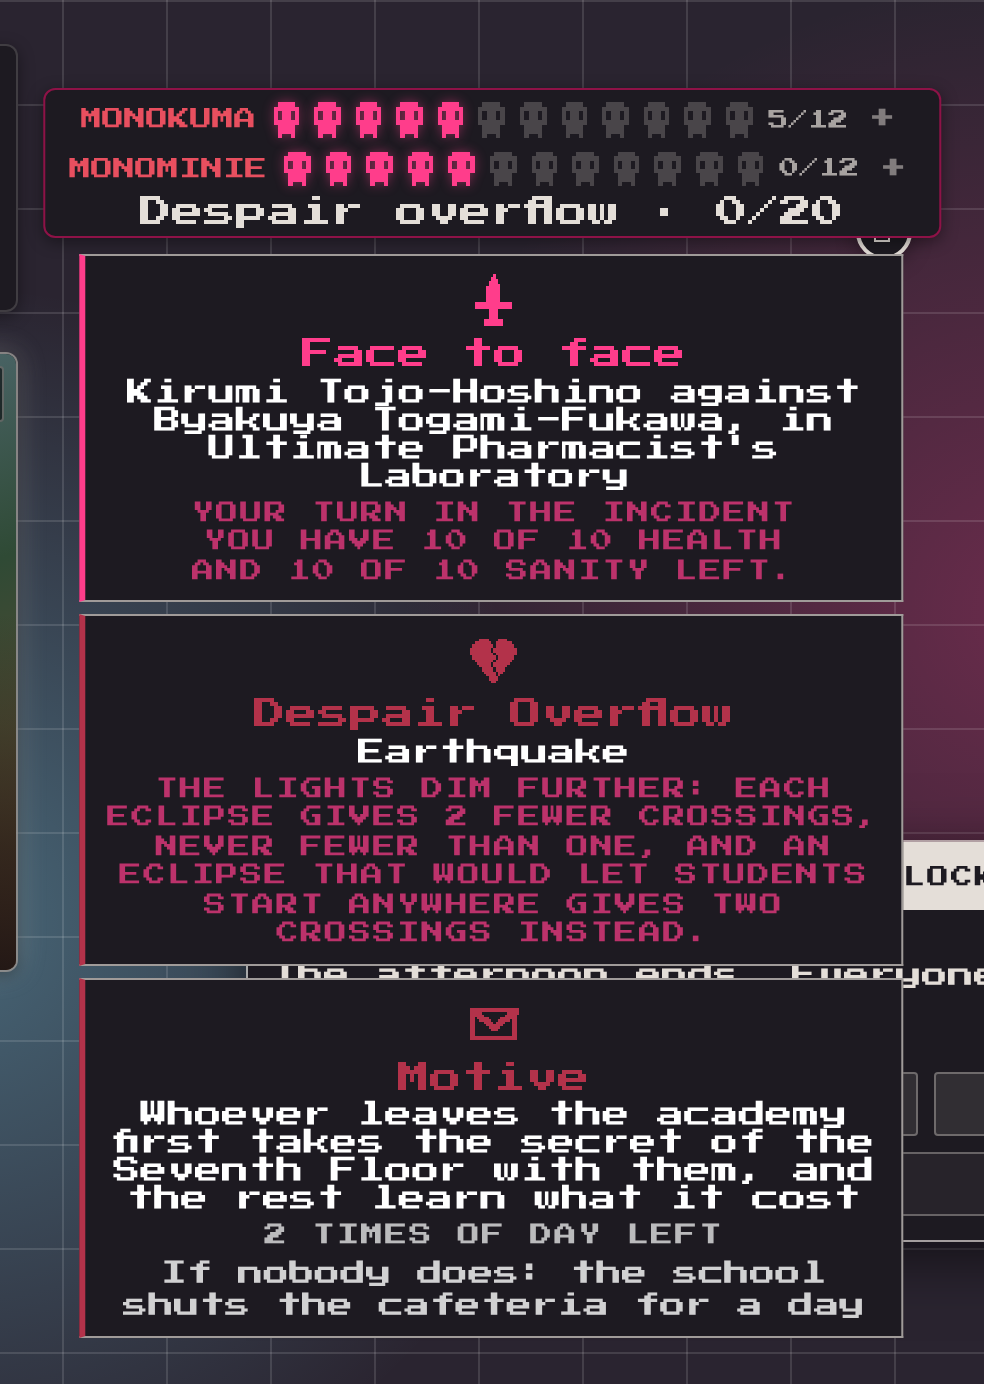 MONOKUMA 5/12 +
MONOMINIE 0/12 +
Despair overflow · 0/20
Face to face
Kirumi Tojo-Hoshino against
Byakuya Togami-Fukawa, in
Ultimate Pharmacist's
Laboratory
YOUR TURN IN THE INCIDENT
YOU HAVE 10 OF 10 HEALTH
AND 10 OF 10 SANITY LEFT.
Despair Overflow
Earthquake
THE LIGHTS DIM FURTHER: EACH
ECLIPSE GIVES 2 FEWER CROSSINGS,
NEVER FEWER THAN ONE, AND AN
ECLIPSE THAT WOULD LET STUDENTS
START ANYWHERE GIVES TWO
CROSSINGS INSTEAD.
LOCK
The afternoon ends. Everyone
Motive
Whoever leaves the academy
first takes the secret of the
Seventh Floor with them, and
the rest learn what it cost
2 TIMES OF DAY LEFT
If nobody does: the school
shuts the cafeteria for a day